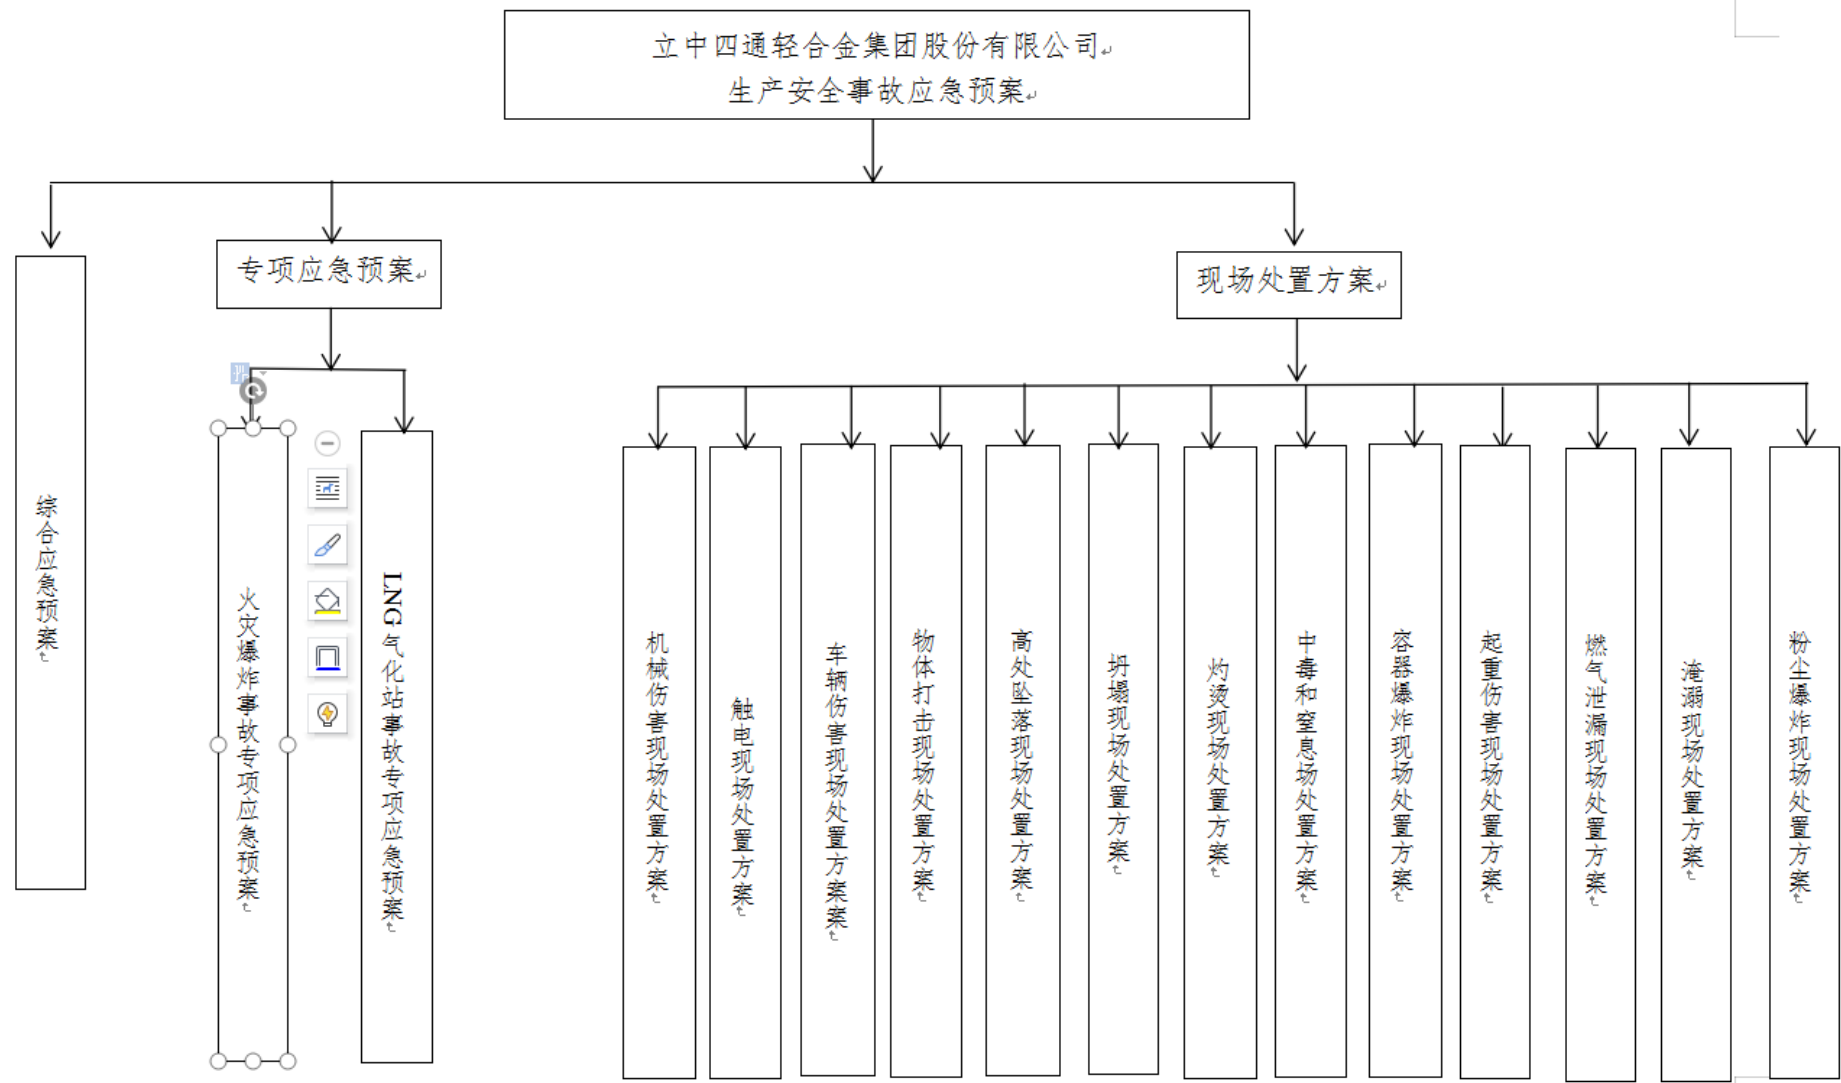 立中四通轻合金集团股份有限公司
生产安全事故应急预案
专项应急预案
现场处置方案
综合应急预案
火灾爆炸事故专项应急预案
LNG气化站事故专项应急预案
机械伤害现场处置方案
触电现场处置方案
车辆伤害现场处置方案案
物体打击现场处置方案
高处坠落现场处置方案
坍塌现场处置方案
灼烫现场处置方案
中毒和窒息场处置方案
容器爆炸现场处置方案
起重伤害现场处置方案
燃气泄漏现场处置方案
淹溺现场处置方案
粉尘爆炸现场处置方案